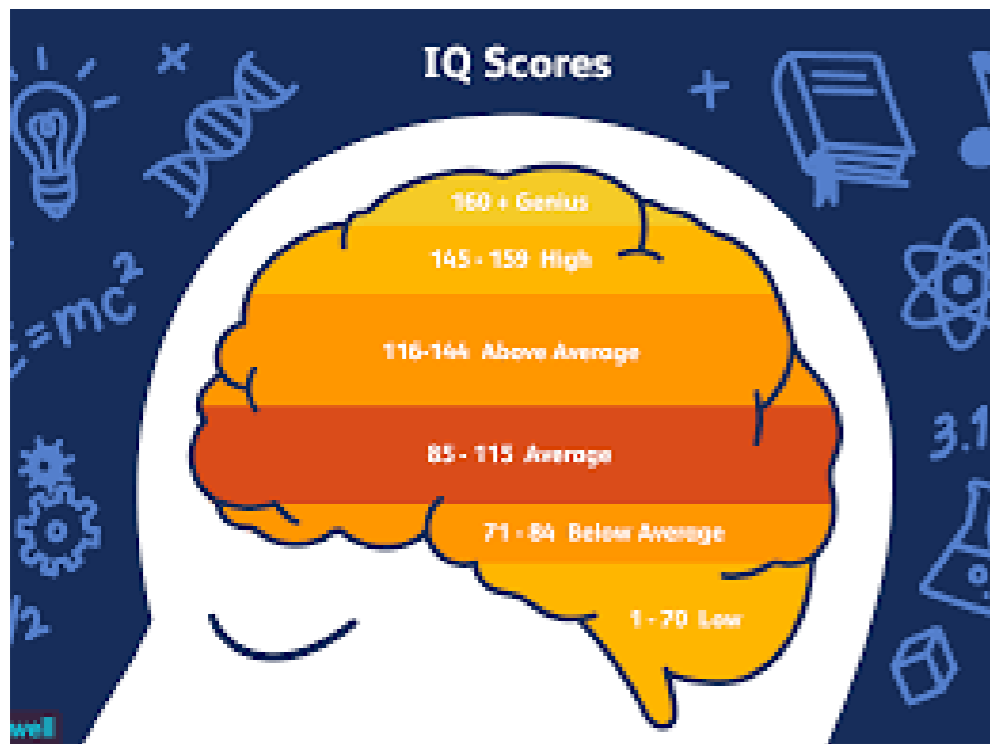 IQ Scores
160 + Genius
145 - 159 High
E=mc²
116-144 Above Average
3.1
85 - 115 Average
71 - 84 Below Average
1 - 70 Low
/2
well